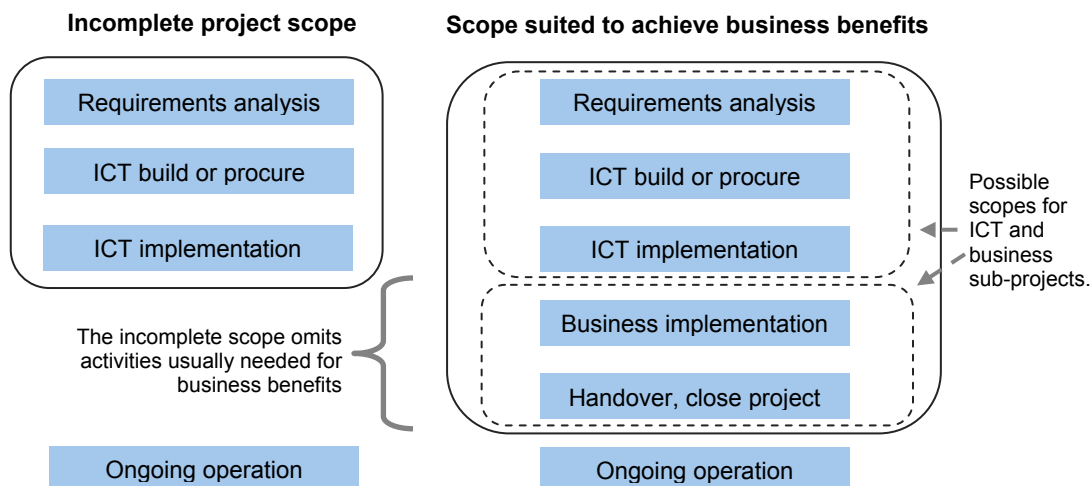 Incomplete project scope
Requirements analysis
ICT build or procure
ICT implementation
The incomplete scope omits
activities usually needed for
business benefits
Ongoing operation
Scope suited to achieve business benefits
Requirements analysis
ICT build or procure
ICT implementation
Business implementation
Handover, close project
Ongoing operation
Possible
scopes for
ICT and
business
sub-projects.